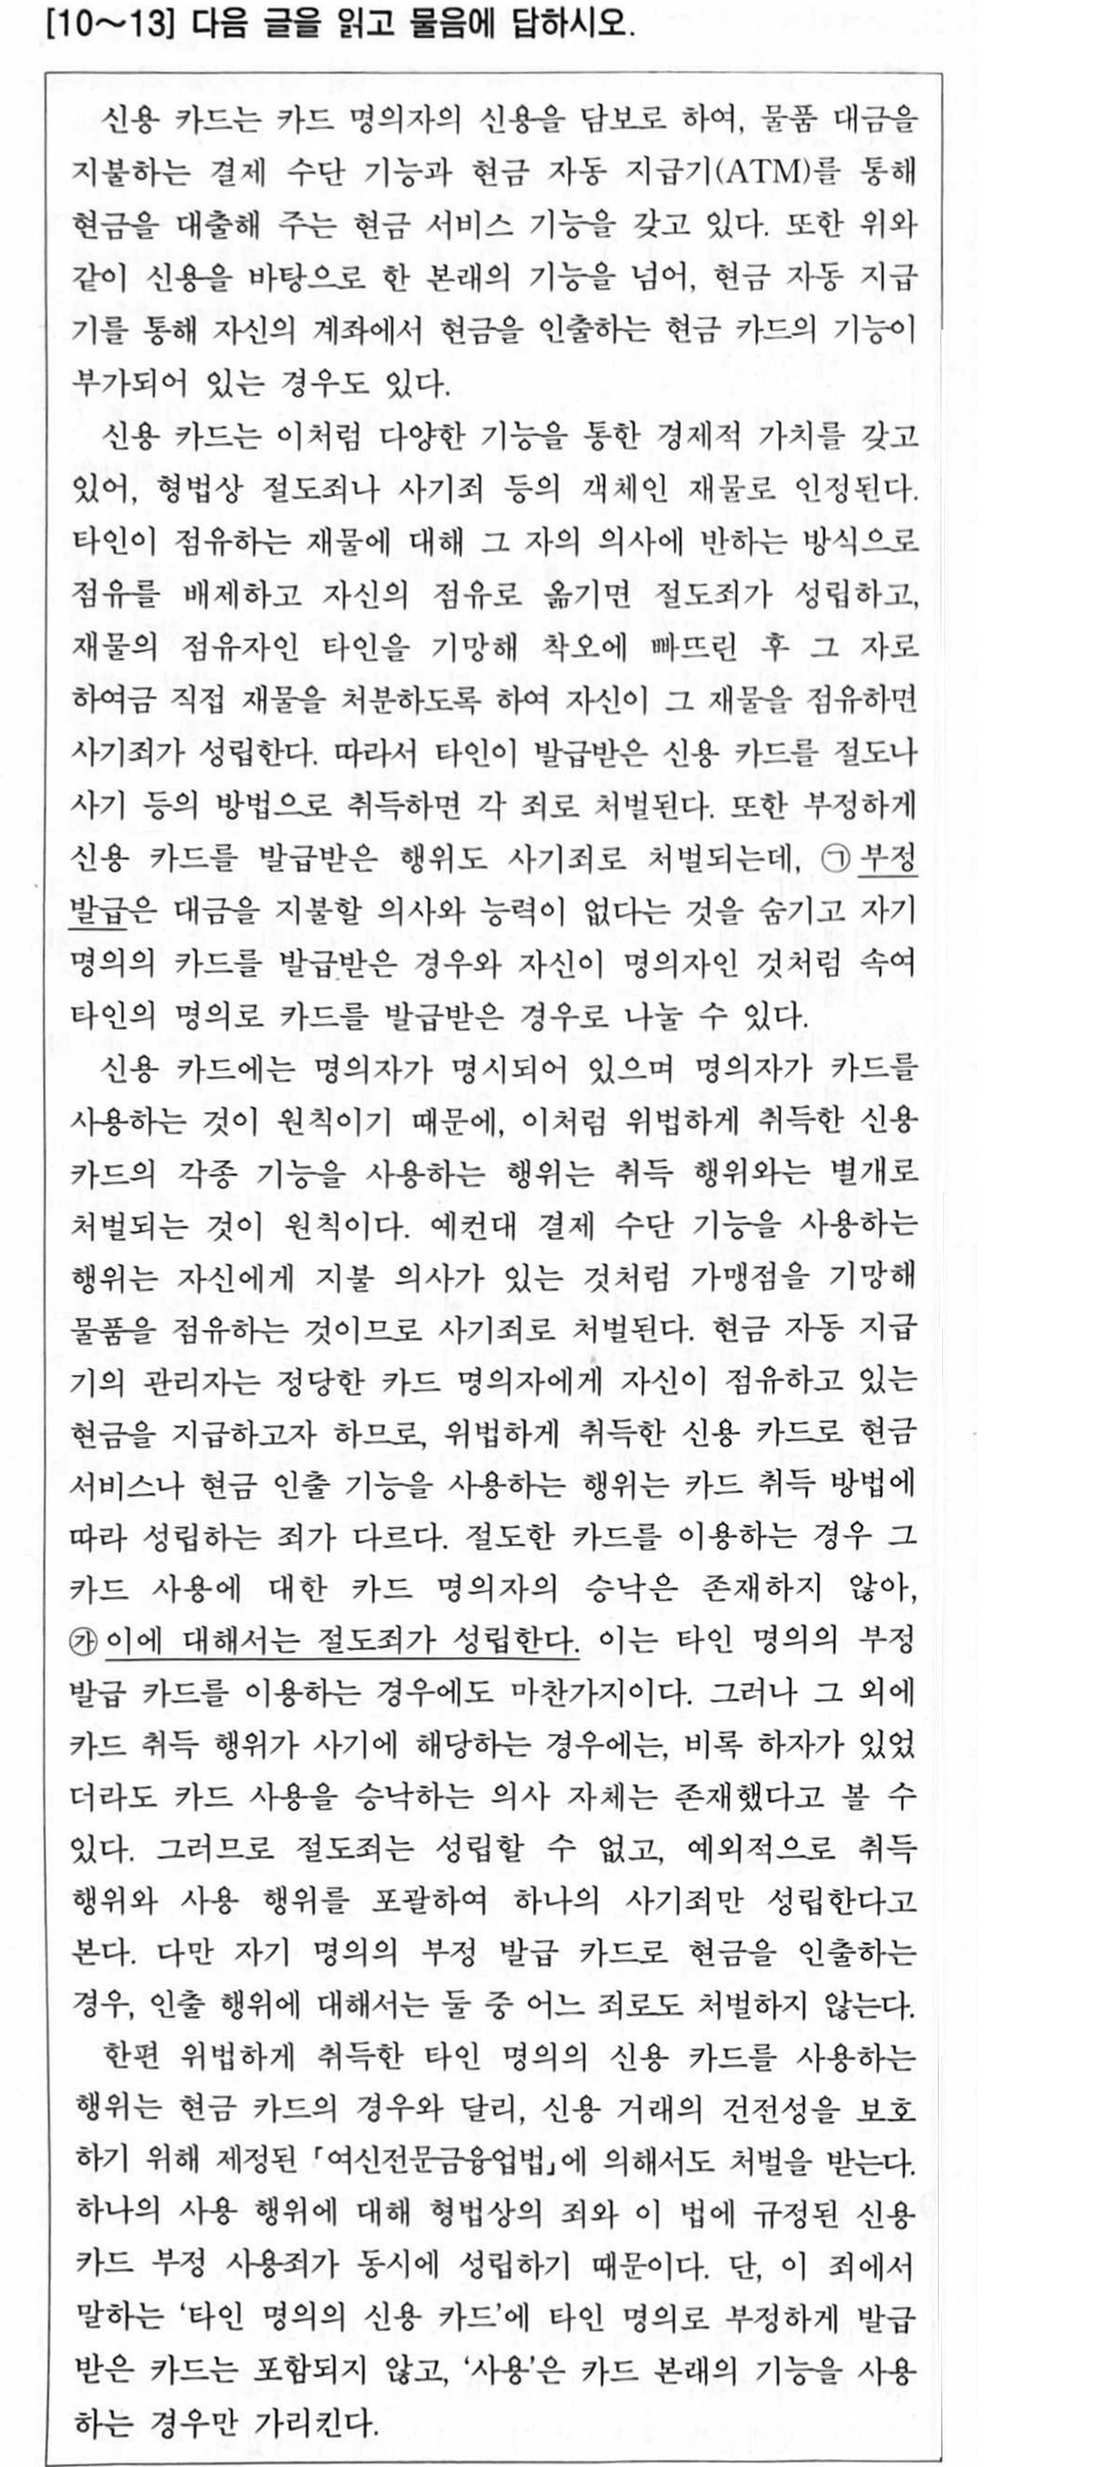 [10～13] 다음 글을 읽고 물음에 답하시오.
신용 카드는 카드 명의자의 신용을 담보로 하여, 물품 대금을
지불하는 결제 수단 기능과 현금 자동 지급기(ATM)를 통해
현금을 대출해 주는 현금 서비스 기능을 갖고 있다. 또한 위와
같이 신용을 바탕으로 한 본래의 기능을 넘어, 현금 자동 지급
기를 통해 자신의 계좌에서 현금을 인출하는 현금 카드의 기능이
부가되어 있는 경우도 있다.
신용 카드는 이처럼 다양한 기능을 통한 경제적 가치를 갖고
있어, 형법상 절도죄나 사기죄 등의 객체인 재물로 인정된다.
타인이 점유하는 재물에 대해 그 자의 의사에 반하는 방식으로
점유를 배제하고 자신의 점유로 옮기면 절도죄가 성립하고,
재물의 점유자인 타인을 기망해 착오에 빠뜨린 후 그 자로
하여금 직접 재물을 처분하도록 하여 자신이 그 재물을 점유하면
사기죄가 성립한다. 따라서 타인이 발급받은 신용 카드를 절도나
사기 등의 방법으로 취득하면 각 죄로 처벌된다. 또한 부정하게
신용 카드를 발급받은 행위도 사기죄로 처벌되는데, ㉠부정
발급은 대금을 지불할 의사와 능력이 없다는 것을 숨기고 자기
명의의 카드를 발급받은 경우와 자신이 명의자인 것처럼 속여
타인의 명의로 카드를 발급받은 경우로 나눌 수 있다.
신용 카드에는 명의자가 명시되어 있으며 명의자가 카드를
사용하는 것이 원칙이기 때문에, 이처럼 위법하게 취득한 신용
카드의 각종 기능을 사용하는 행위는 취득 행위와는 별개로
처벌되는 것이 원칙이다. 예컨대 결제 수단 기능을 사용하는
행위는 자신에게 지불 의사가 있는 것처럼 가맹점을 기망해
물품을 점유하는 것이므로 사기죄로 처벌된다. 현금 자동 지급
기의 관리자는 정당한 카드 명의자에게 자신이 점유하고 있는
현금을 지급하고자 하므로, 위법하게 취득한 신용 카드로 현금
서비스나 현금 인출 기능을 사용하는 행위는 카드 취득 방법에
따라 성립하는 죄가 다르다. 절도한 카드를 이용하는 경우 그
카드 사용에 대한 카드 명의자의 승낙은 존재하지 않아,
㉮이에 대해서는 절도죄가 성립한다. 이는 타인 명의의 부정
발급 카드를 이용하는 경우에도 마찬가지이다. 그러나 그 외에
카드 취득 행위가 사기에 해당하는 경우에는, 비록 하자가 있었
더라도 카드 사용을 승낙하는 의사 자체는 존재했다고 볼 수
있다. 그러므로 절도죄는 성립할 수 없고, 예외적으로 취득
행위와 사용 행위를 포괄하여 하나의 사기죄만 성립한다고
본다. 다만 자기 명의의 부정 발급 카드로 현금을 인출하는
경우, 인출 행위에 대해서는 둘 중 어느 죄로도 처벌하지 않는다.
한편 위법하게 취득한 타인 명의의 신용 카드를 사용하는
행위는 현금 카드의 경우와 달리, 신용 거래의 건전성을 보호
하기 위해 제정된 ｢여신전문금융업법｣에 의해서도 처벌을 받는다.
하나의 사용 행위에 대해 형법상의 죄와 이 법에 규정된 신용
카드 부정 사용죄가 동시에 성립하기 때문이다. 단, 이 죄에서
말하는 ‘타인 명의의 신용 카드’에 타인 명의로 부정하게 발급
받은 카드는 포함되지 않고, ‘사용’은 카드 본래의 기능을 사용
하는 경우만 가리킨다.